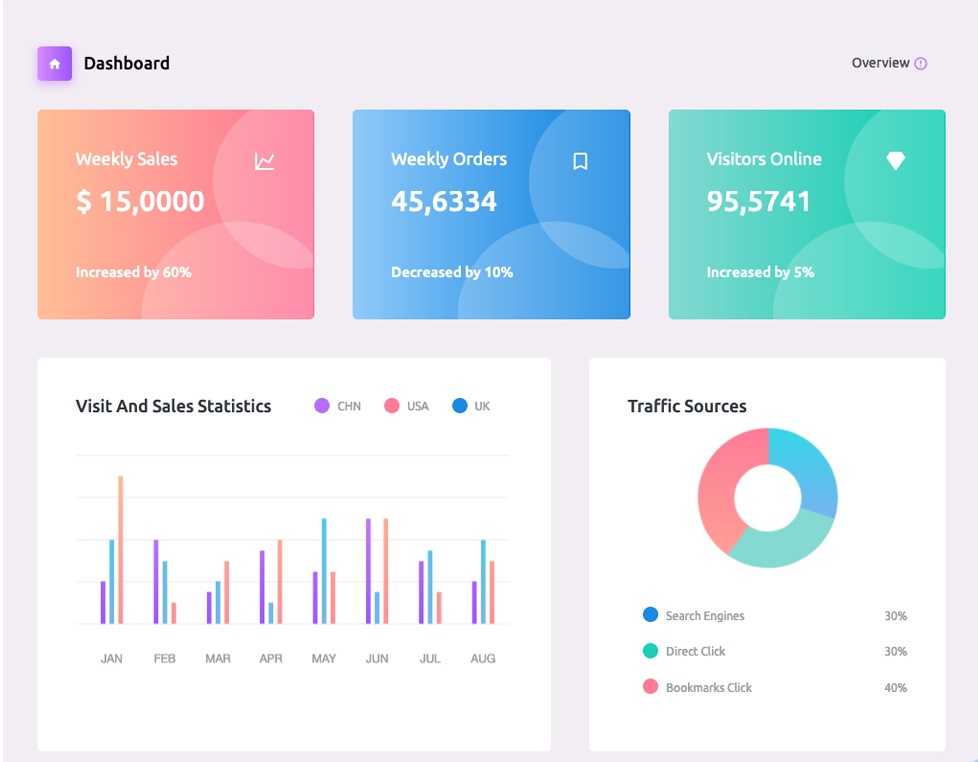 Dashboard
Overview
Weekly Sales
$ 15,0000
Increased by 60%
Weekly Orders
45,6334
Decreased by 10%
Visitors Online
95,5741
Increased by 5%
Visit And Sales Statistics
CHN USA UK
JAN FEB MAR APR MAY JUN JUL AUG
Traffic Sources
Search Engines 30%
Direct Click 30%
Bookmarks Click 40%